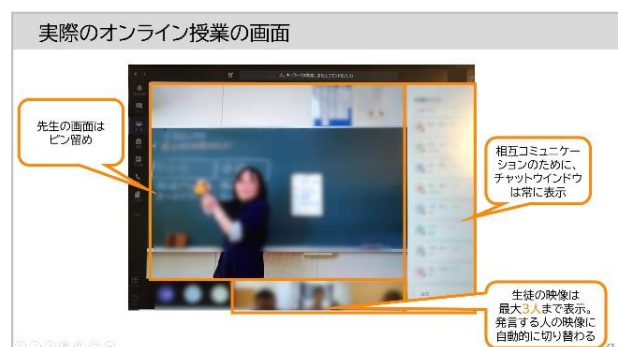 実際のオンライン授業の画面
先生の画面は
ピン留め
相互コミュニケー
ションのために、
チャットウインドウ
は常に表示
生徒の映像は
最大3人まで表示。
発言する人の映像に
自動的に切り替わる